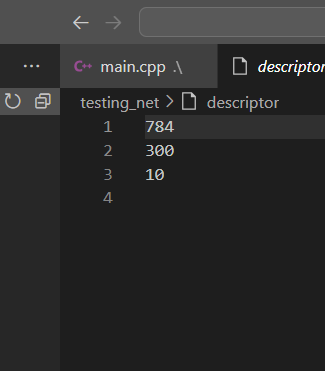 main.cpp .\
descriptor
testing_net > descriptor
1 784
2 300
3 10
4